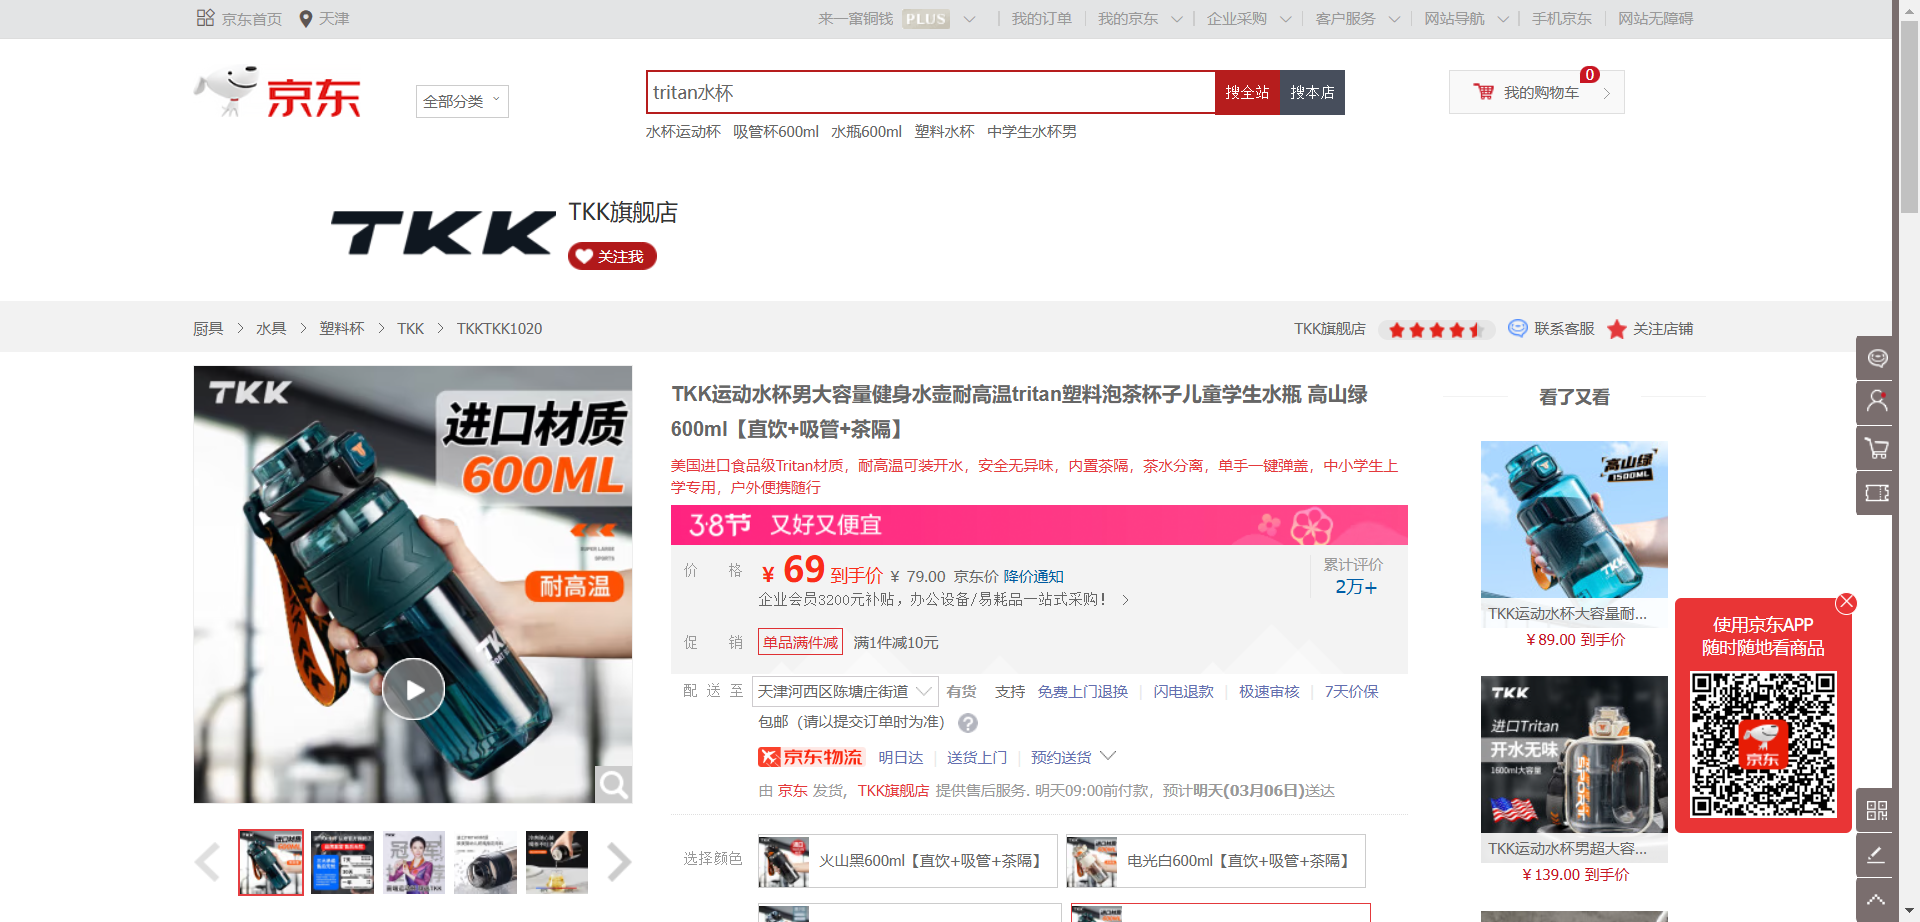 京东首页 天津 来一窜铜钱 PLUS 我的订单 我的京东 企业采购 客户服务 网站导航 手机京东 网站无障碍
京东 全部分类 tritan水杯 搜全站 搜本店 我的购物车 0
水杯运动杯 吸管杯600ml 水瓶600ml 塑料水杯 中学生水杯男
TKK TKK旗舰店
关注我
厨具 > 水具 > 塑料杯 > TKK > TKKTKK1020 TKK旗舰店 联系客服 关注店铺
TKK
进口材质
600ML
耐高温
TKK
TKK运动水杯男大容量健身水壶耐高温tritan塑料泡茶杯子儿童学生水瓶 高山绿
600ml【直饮+吸管+茶隔】
美国进口食品级Tritan材质，耐高温可装开水，安全无异味，内置茶隔，茶水分离，单手一键弹盖，中小学生上
学专用，户外便携随行
3.8节 又好又便宜
价 格 ¥ 69 到手价 ¥ 79.00 京东价 降价通知
企业会员3200元补贴，办公设备/易耗品一站式采购！ >
累计评价
2万+
促 销 单品满件减 满1件减10元
配 送 至 天津河西区陈塘庄街道 有货 支持 免费上门退换 闪电退款 极速审核 7天价保
包邮（请以提交订单时为准） ?
京东物流 明日达 送货上门 预约送货
由 京东 发货，TKK旗舰店 提供售后服务. 明天09:00前付款，预计明天(03月06日)送达
选择颜色 火山黑600ml【直饮+吸管+茶隔】 电光白600ml【直饮+吸管+茶隔】
看了又看
高山绿
1500ML
TKK
TKK运动水杯大容量耐...
¥89.00 到手价
TKK
进口Tritan
开水无味
1600ml大容量
SPORT
TKK运动水杯男超大容...
¥139.00 到手价
使用京东APP
随时随地看商品
京东